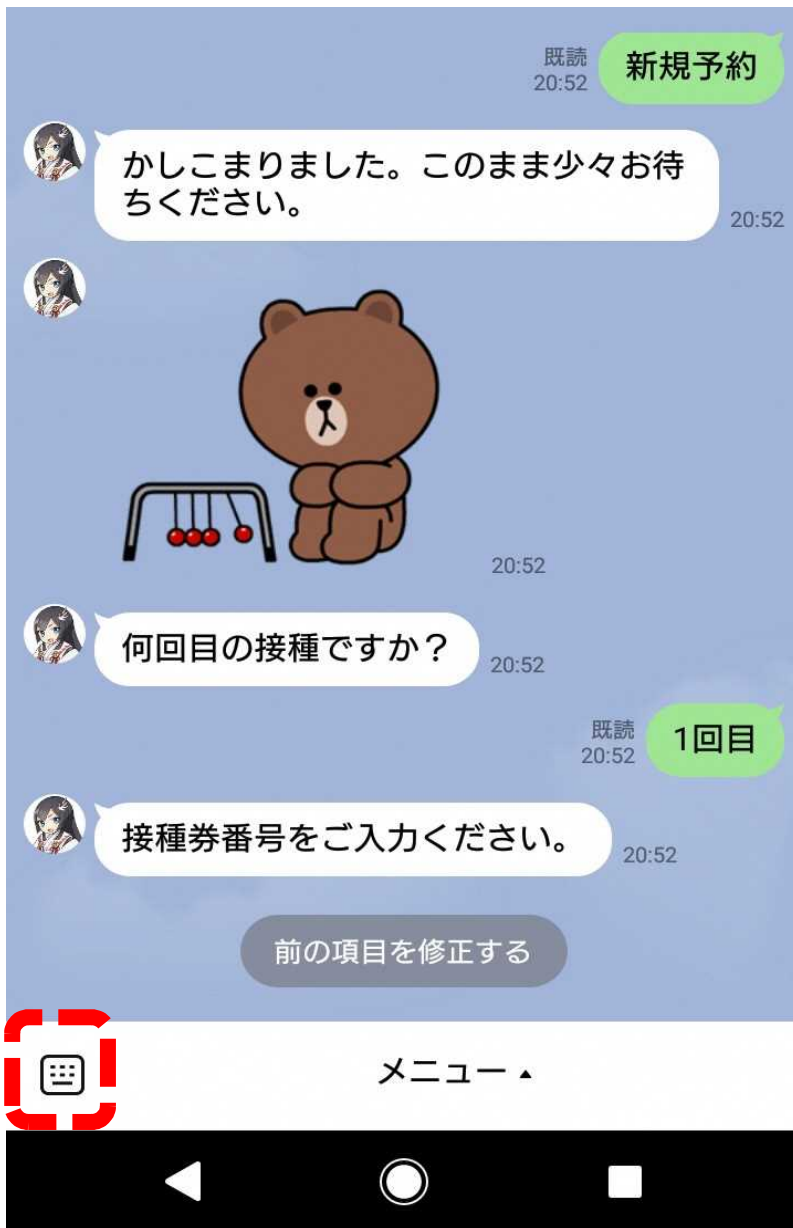 新規予約
既読
20:52
かしこまりました。このまま少々お待
ちください。
20:52
20:52
何回目の接種ですか？
20:52
1回目
既読
20:52
接種券番号をご入力ください。
20:52
前の項目を修正する
メニュー▲